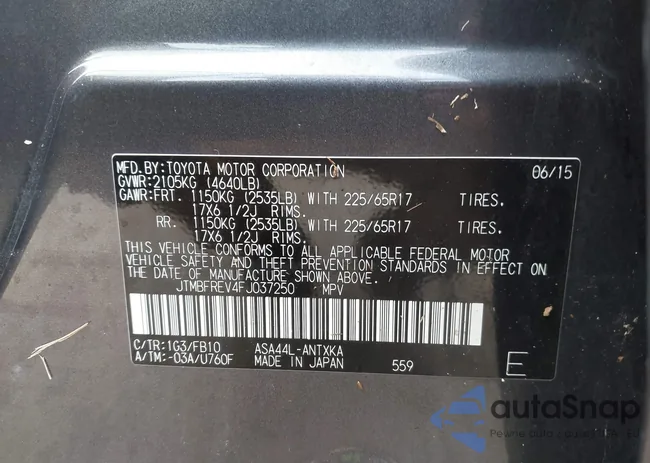 MFD.BY:TOYOTA MOTOR CORPORATION 06/15
GVWR:2105KG (4640LB)
GAWR:FRT. 1150KG (2535LB) WITH 225/65R17 TIRES.
17X6 1/2J RIMS.
RR. 1150KG (2535LB) WITH 225/65R17 TIRES.
17X6 1/2J RIMS.
THIS VEHICLE CONFORMS TO ALL APPLICABLE FEDERAL MOTOR
VEHICLE SAFETY AND THEFT PREVENTION STANDARDS IN EFFECT ON
THE DATE OF MANUFACTURE SHOWN ABOVE.
JTMBFREV4FJ037250 MPV
C/TR:1G3/FB10 ASA44L-ANTXKA
A/TM:-03A/U760F MADE IN JAPAN 559 E
autaSnap
Pewne auta z